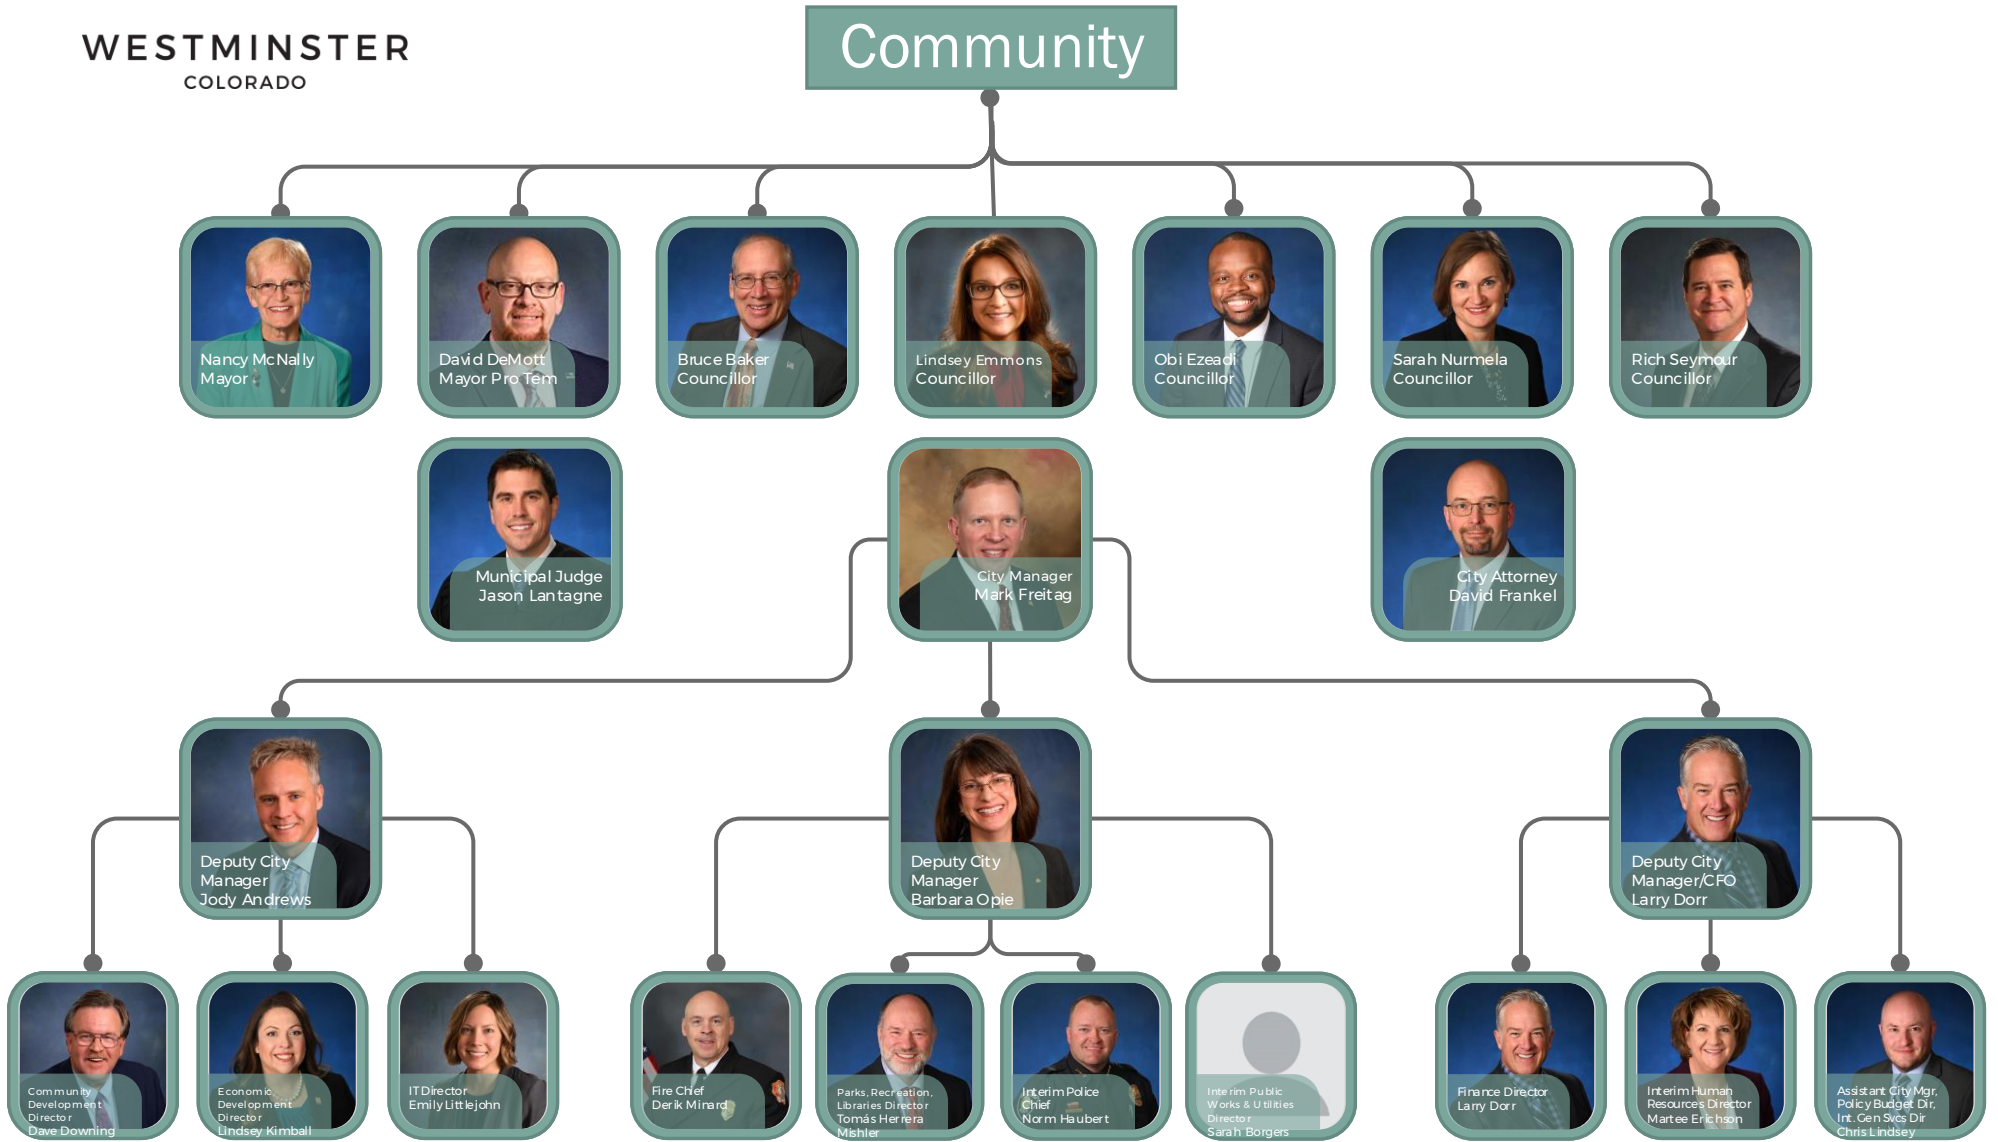 WESTMINSTER
COLORADO
Community
Nancy McNally
Mayor
David DeMott
Mayor Pro Tem
Bruce Baker
Councillor
Lindsey Emmons
Councillor
Obi Ezeadi
Councillor
Sarah Nurmela
Councillor
Rich Seymour
Councillor
Municipal Judge
Jason Lantagne
City Manager
Mark Freitag
City Attorney
David Frankel
Deputy City
Manager
Jody Andrews
Deputy City
Manager
Barbara Opie
Deputy City
Manager/CFO
Larry Dorr
Community
Development
Director
Dave Downing
Economic
Development
Director
Lindsey Kimball
IT Director
Emily Littlejohn
Fire Chief
Derik Minard
Parks, Recreation,
Libraries Director
Tomás Herrera
Mishler
Interim Police
Chief
Norm Haubert
Interim Public
Works & Utilities
Director
Sarah Borgers
Finance Director
Larry Dorr
Interim Human
Resources Director
Martee Erichson
Assistant City Mgr,
Policy Budget Dir,
Int. Gen Svcs Dir
Chris Lindsey